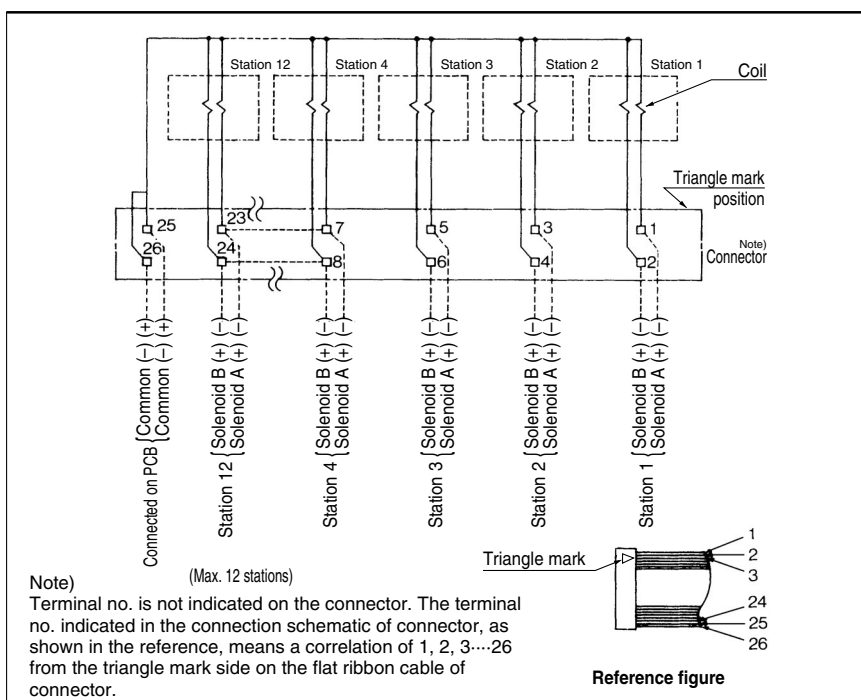 Station 12
Station 4
Station 3
Station 2
Station 1
Coil
Triangle mark
position
25
23
7
5
3
1
Note)
Connector
26
24
8
6
4
2
Connected on PCB
Common (−) (+)
Common (−) (+)
Station 12
Solenoid B (+) (−)
Solenoid A (+) (−)
Station 4
Solenoid B (+) (−)
Solenoid A (+) (−)
Station 3
Solenoid B (+) (−)
Solenoid A (+) (−)
Station 2
Solenoid B (+) (−)
Solenoid A (+) (−)
Station 1
Solenoid B (+) (−)
Solenoid A (+) (−)
(Max. 12 stations)
Triangle mark
1
2
3
24
25
26
Reference figure
Note)
Terminal no. is not indicated on the connector. The terminal
no. indicated in the connection schematic of connector, as
shown in the reference, means a correlation of 1, 2, 3····26
from the triangle mark side on the flat ribbon cable of
connector.